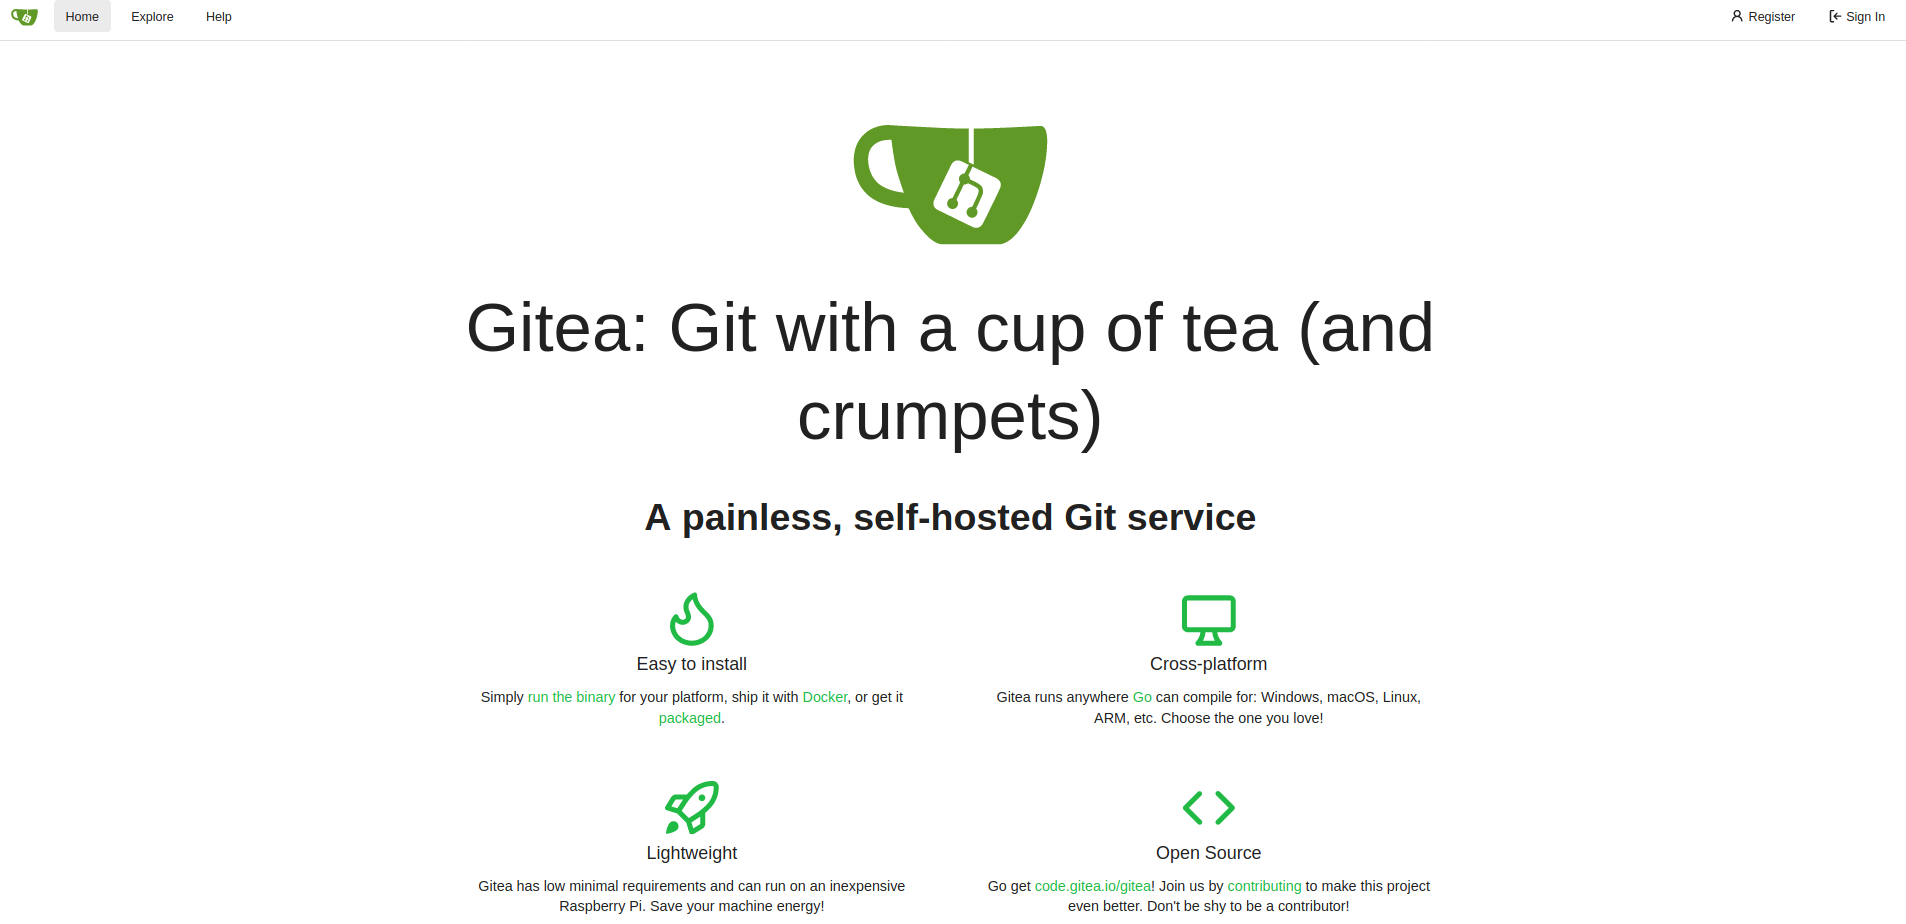 Home Explore Help Register Sign In
Gitea: Git with a cup of tea (and
crumpets)
A painless, self-hosted Git service
Easy to install
Simply run the binary for your platform, ship it with Docker, or get it
packaged.
Cross-platform
Gitea runs anywhere Go can compile for: Windows, macOS, Linux,
ARM, etc. Choose the one you love!
Lightweight
Gitea has low minimal requirements and can run on an inexpensive
Raspberry Pi. Save your machine energy!
Open Source
Go get code.gitea.io/gitea! Join us by contributing to make this project
even better. Don't be shy to be a contributor!